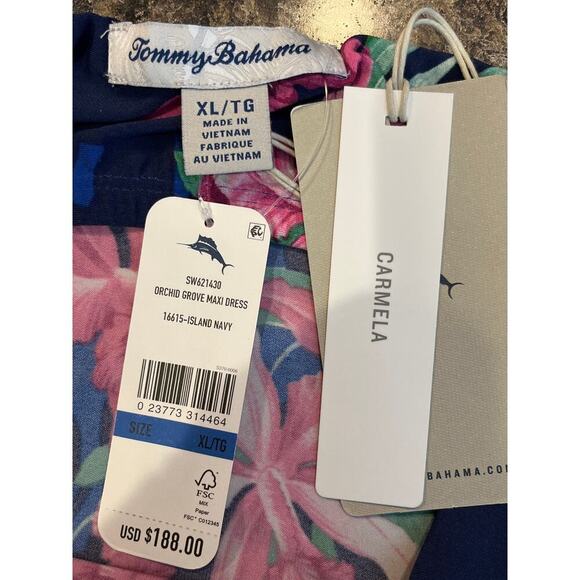 Tommy Bahama
XL/TG
MADE IN
VIETNAM
FABRIQUE
AU VIETNAM
SW621430
ORCHID GROVE MAXI DRESS
16615-ISLAND NAVY
0 23773 314464
SIZE XL/TG
FSC
MIX
Paper
FSC® C012345
USD $188.00
CARMELA
BAHAMA.CO